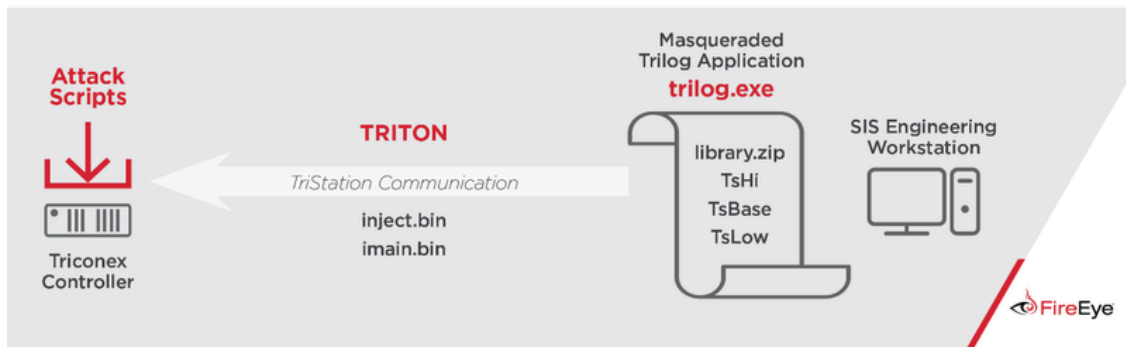 Attack
Scripts
Triconex
Controller
TRITON
TriStation Communication
inject.bin
imain.bin
Masqueraded
Trilog Application
trilog.exe
library.zip
TsHi
TsBase
TsLow
SIS Engineering
Workstation
FireEye